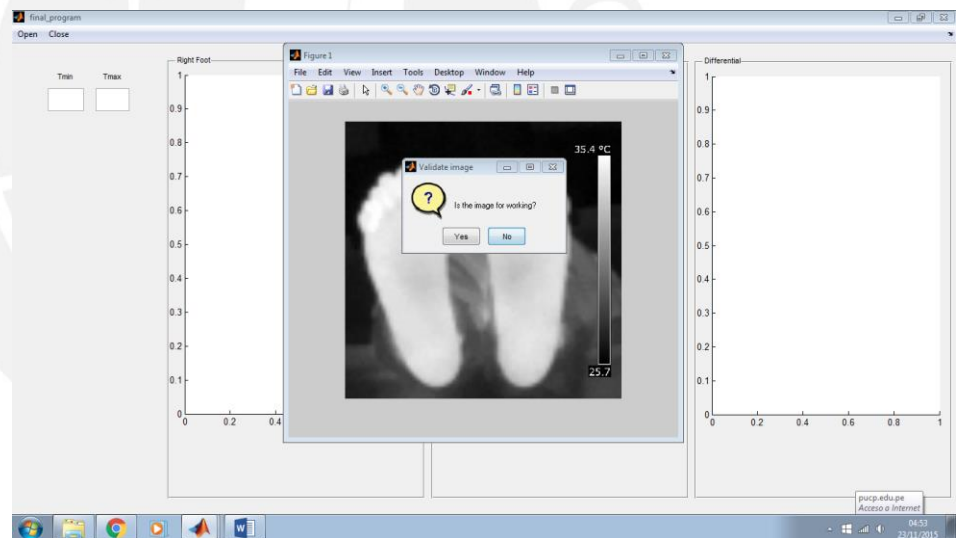 final_program
Open Close
Tmin Tmax
Right Foot
1
0.9
0.8
0.7
0.6
0.5
0.4
0.3
0.2
0.1
0
0 0.2 0.4
Figure 1
File Edit View Insert Tools Desktop Window Help
35.4 ºC
25.7
Validate image
?
Is the image for working?
Yes No
Differential
1
0.9
0.8
0.7
0.6
0.5
0.4
0.3
0.2
0.1
0
0 0.2 0.4 0.6 0.8 1
pucp.edu.pe
Acceso a Internet
04:53
23/11/2015